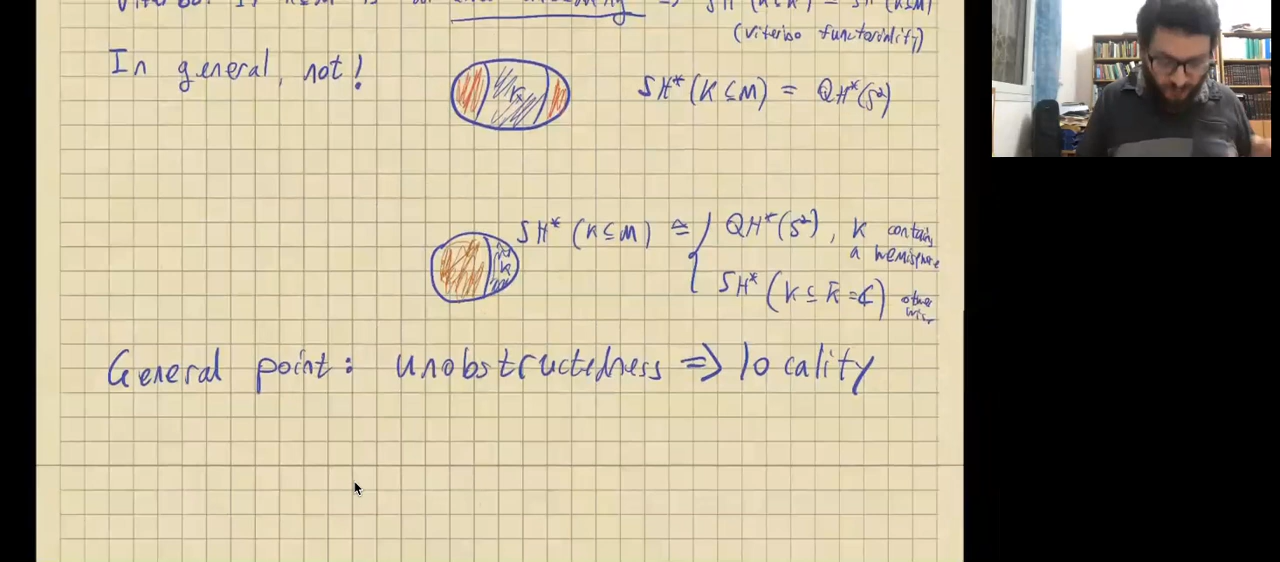 (Viterbo functoriality)
In general, not!
K
SH*(K ⊆ M) = QH*(S²)
SH*(K ⊆ M) ≅ { QH*(S²), K contains a hemisphere
K
SH*(K ⊆ K̂ = ℂ) otherwise
General point: unobstructedness ⇒ locality